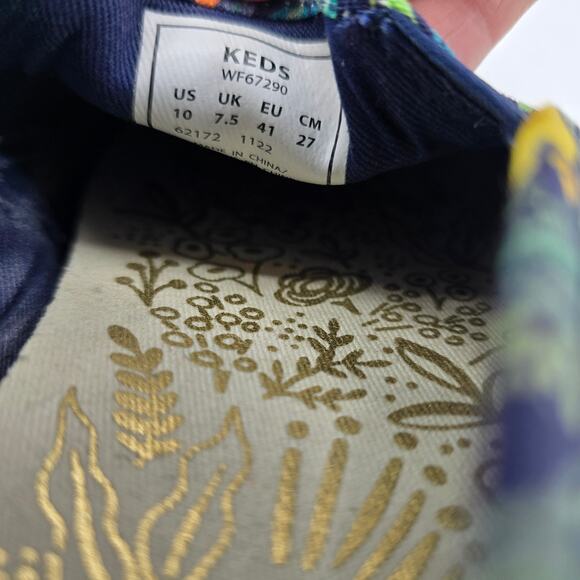 KEDS
WF67290
US UK EU CM
10 7.5 41 27
62172 1122
MADE IN CHINA/